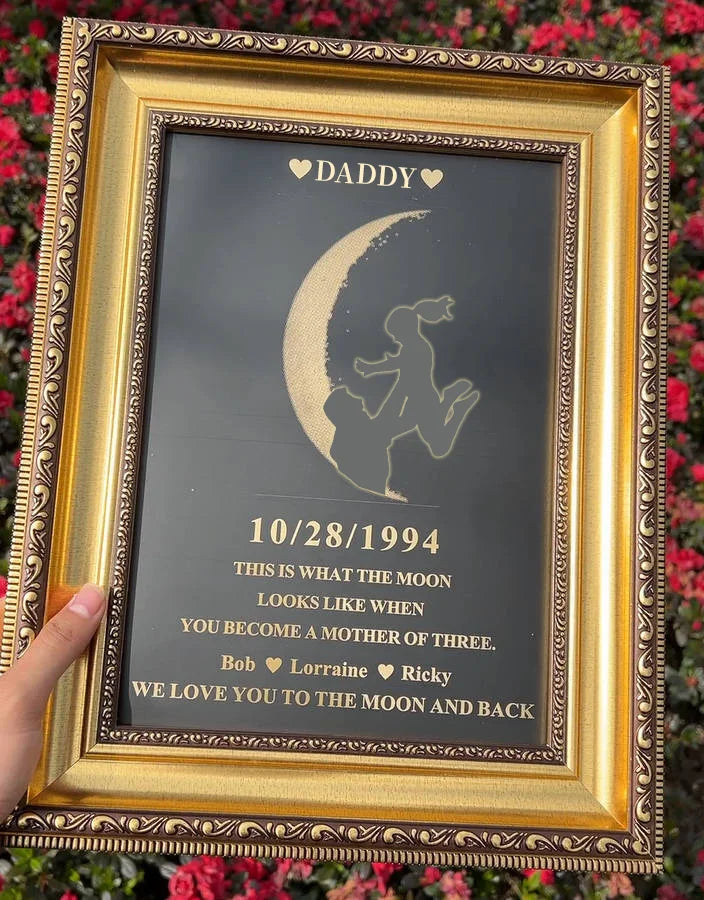 ♥DADDY♥
10/28/1994
THIS IS WHAT THE MOON
LOOKS LIKE WHEN
YOU BECOME A MOTHER OF THREE.
Bob ♥ Lorraine ♥ Ricky
WE LOVE YOU TO THE MOON AND BACK